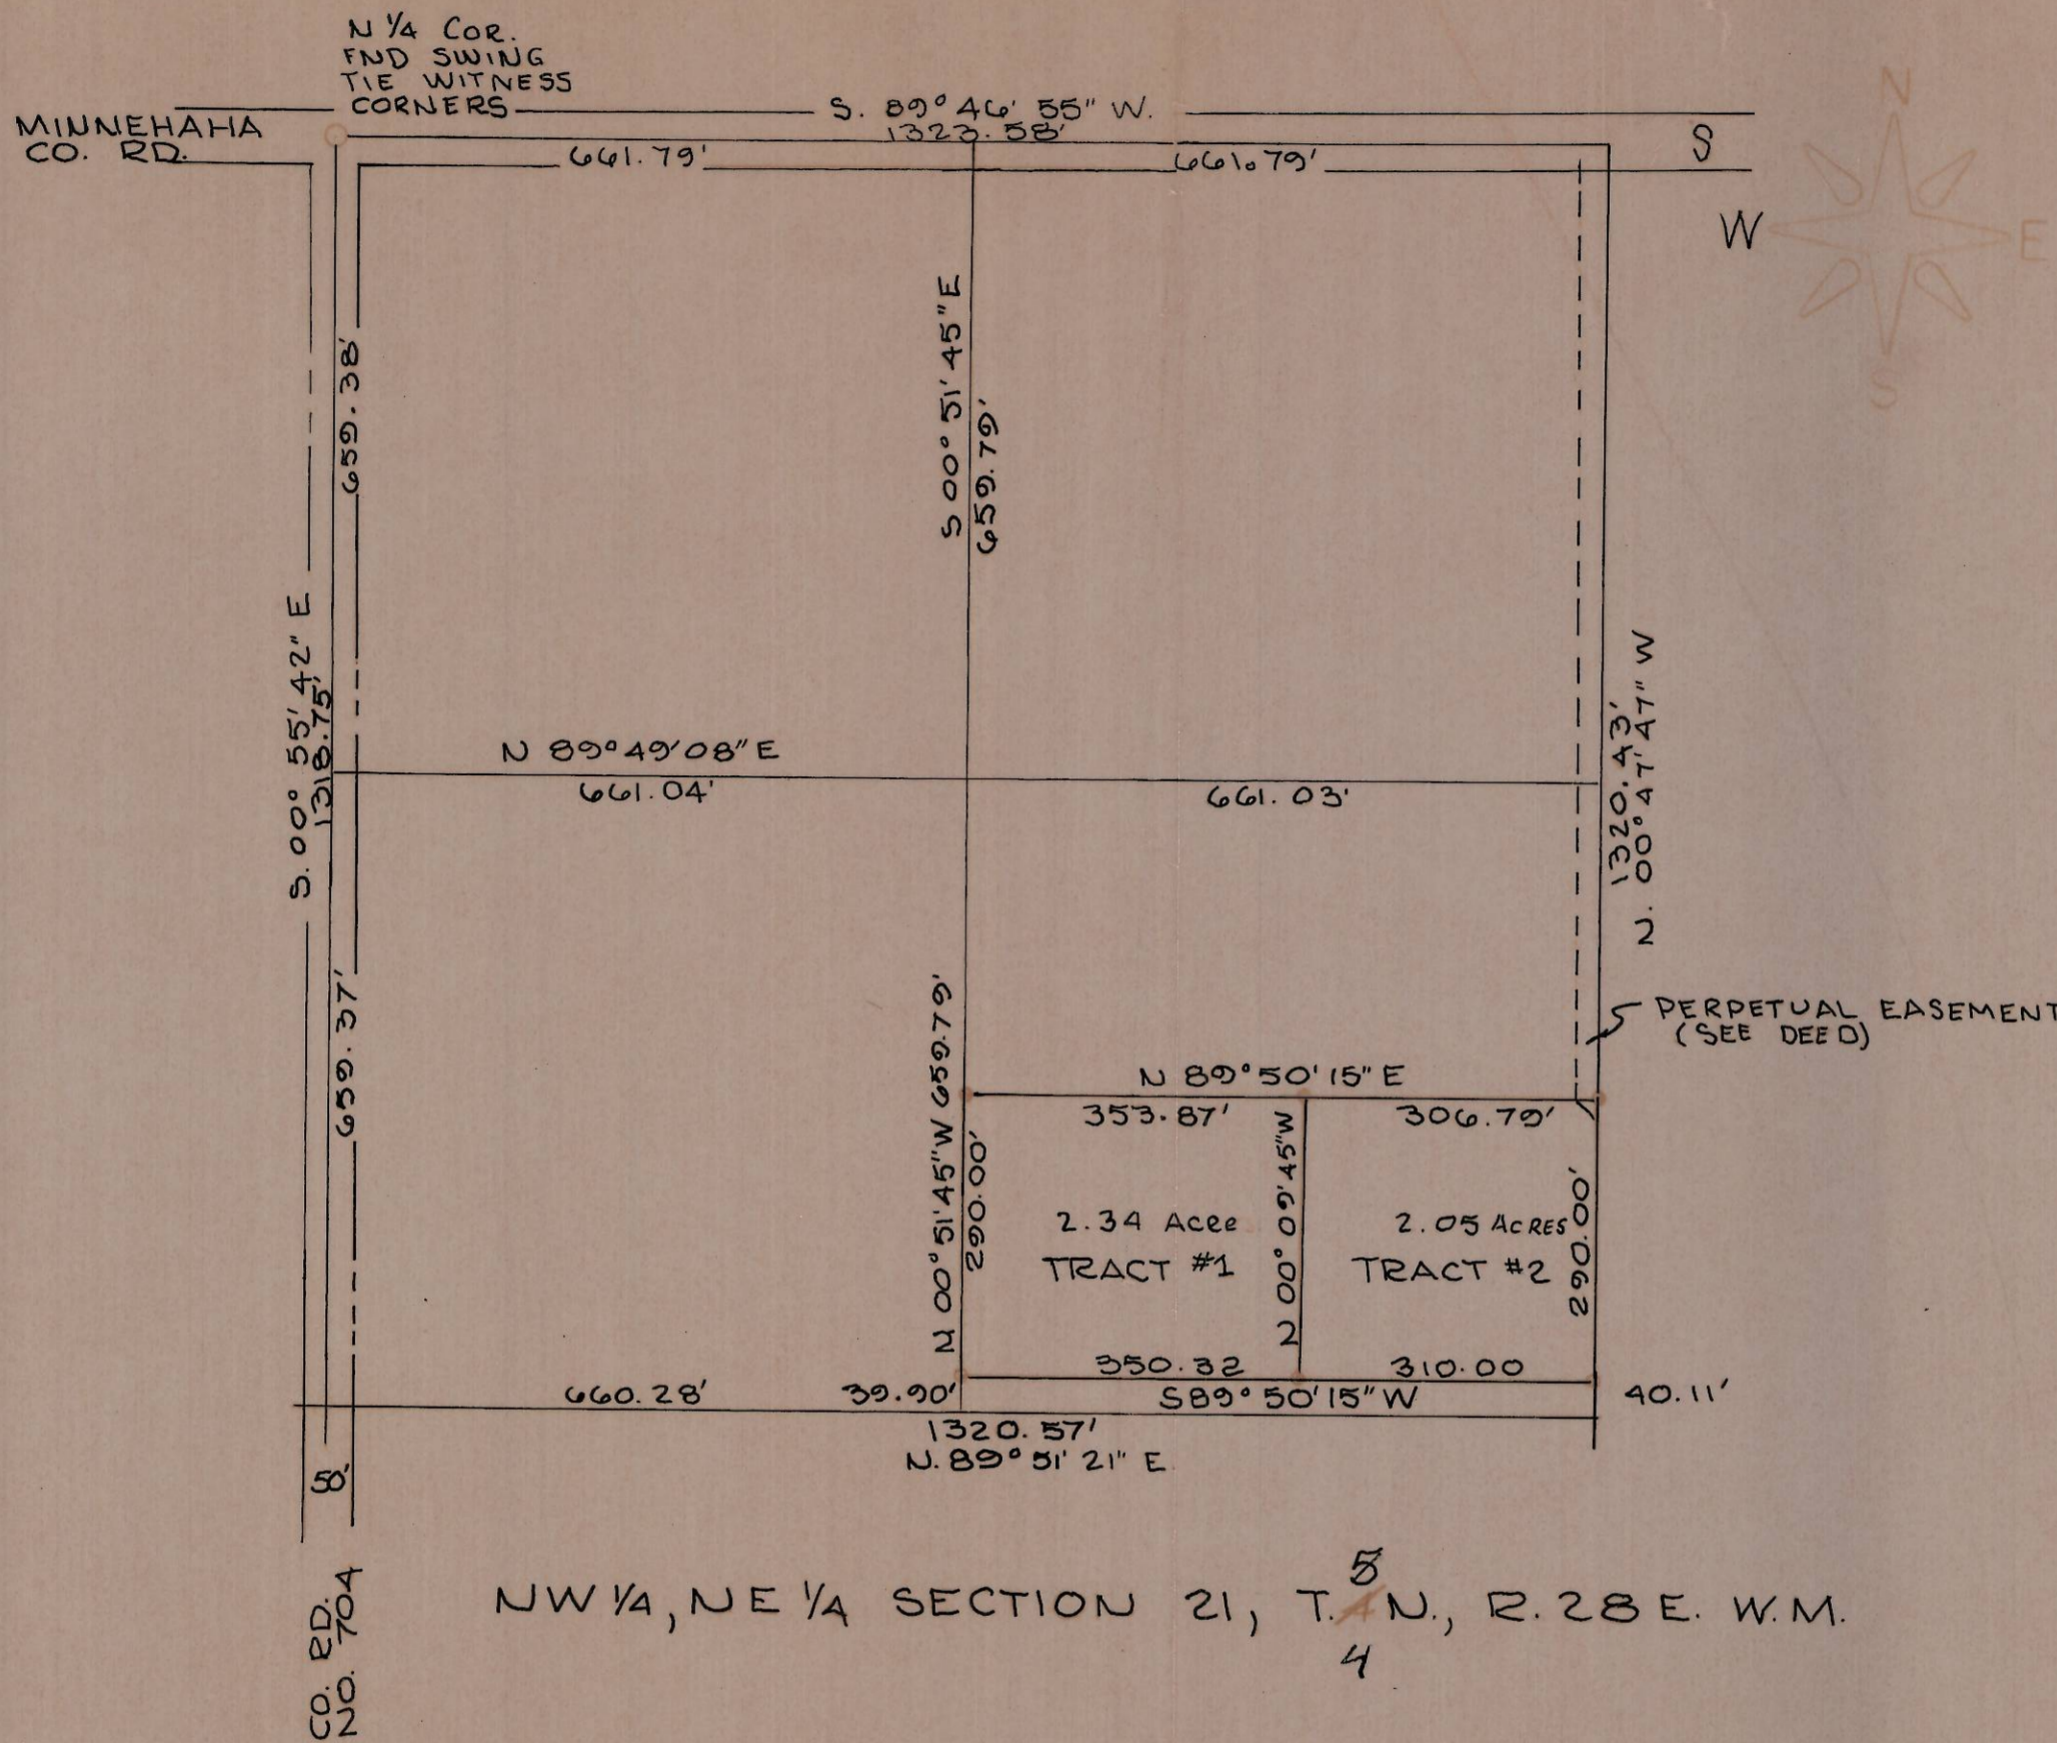 N 1/4 COR.
FND SWING
TIE WITNESS
CORNERS
MINNEHAHA
CO. RD.
S. 89° 46' 55" W.
1323.58'
661.79'
661.79'
S
W
N
E
S
659.38'
S 00° 51' 45" E
659.79'
S. 00° 55' 42" E
1318.75'
N 89° 49' 08" E
661.04'
661.03'
1320.43'
N. 00° 47' 47" W
PERPETUAL EASEMENT
(SEE DEED)
659.37'
N 00° 51' 45" W 659.79'
290.00'
N 89° 50' 15" E
353.87'
306.79'
N 00° 09' 45" W
2.34 Acre
TRACT #1
2.05 ACRES
TRACT #2
290.00'
350.32
310.00
660.28'
39.90'
S89° 50' 15" W
40.11'
1320.57'
N. 89° 51' 21" E
50'
CO. RD.
NO. 704
5
NW 1/4, NE 1/4 SECTION 21, T. 4 N., R. 28 E. W.M.
4